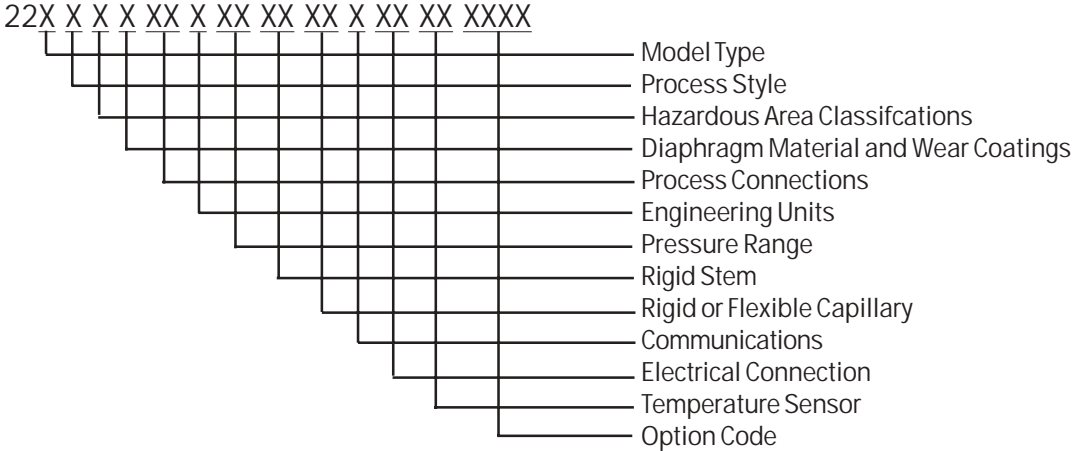 22X X X X XX X XX XX XX X XX XX XXXX
Model Type
Process Style
Hazardous Area Classifcations
Diaphragm Material and Wear Coatings
Process Connections
Engineering Units
Pressure Range
Rigid Stem
Rigid or Flexible Capillary
Communications
Electrical Connection
Temperature Sensor
Option Code